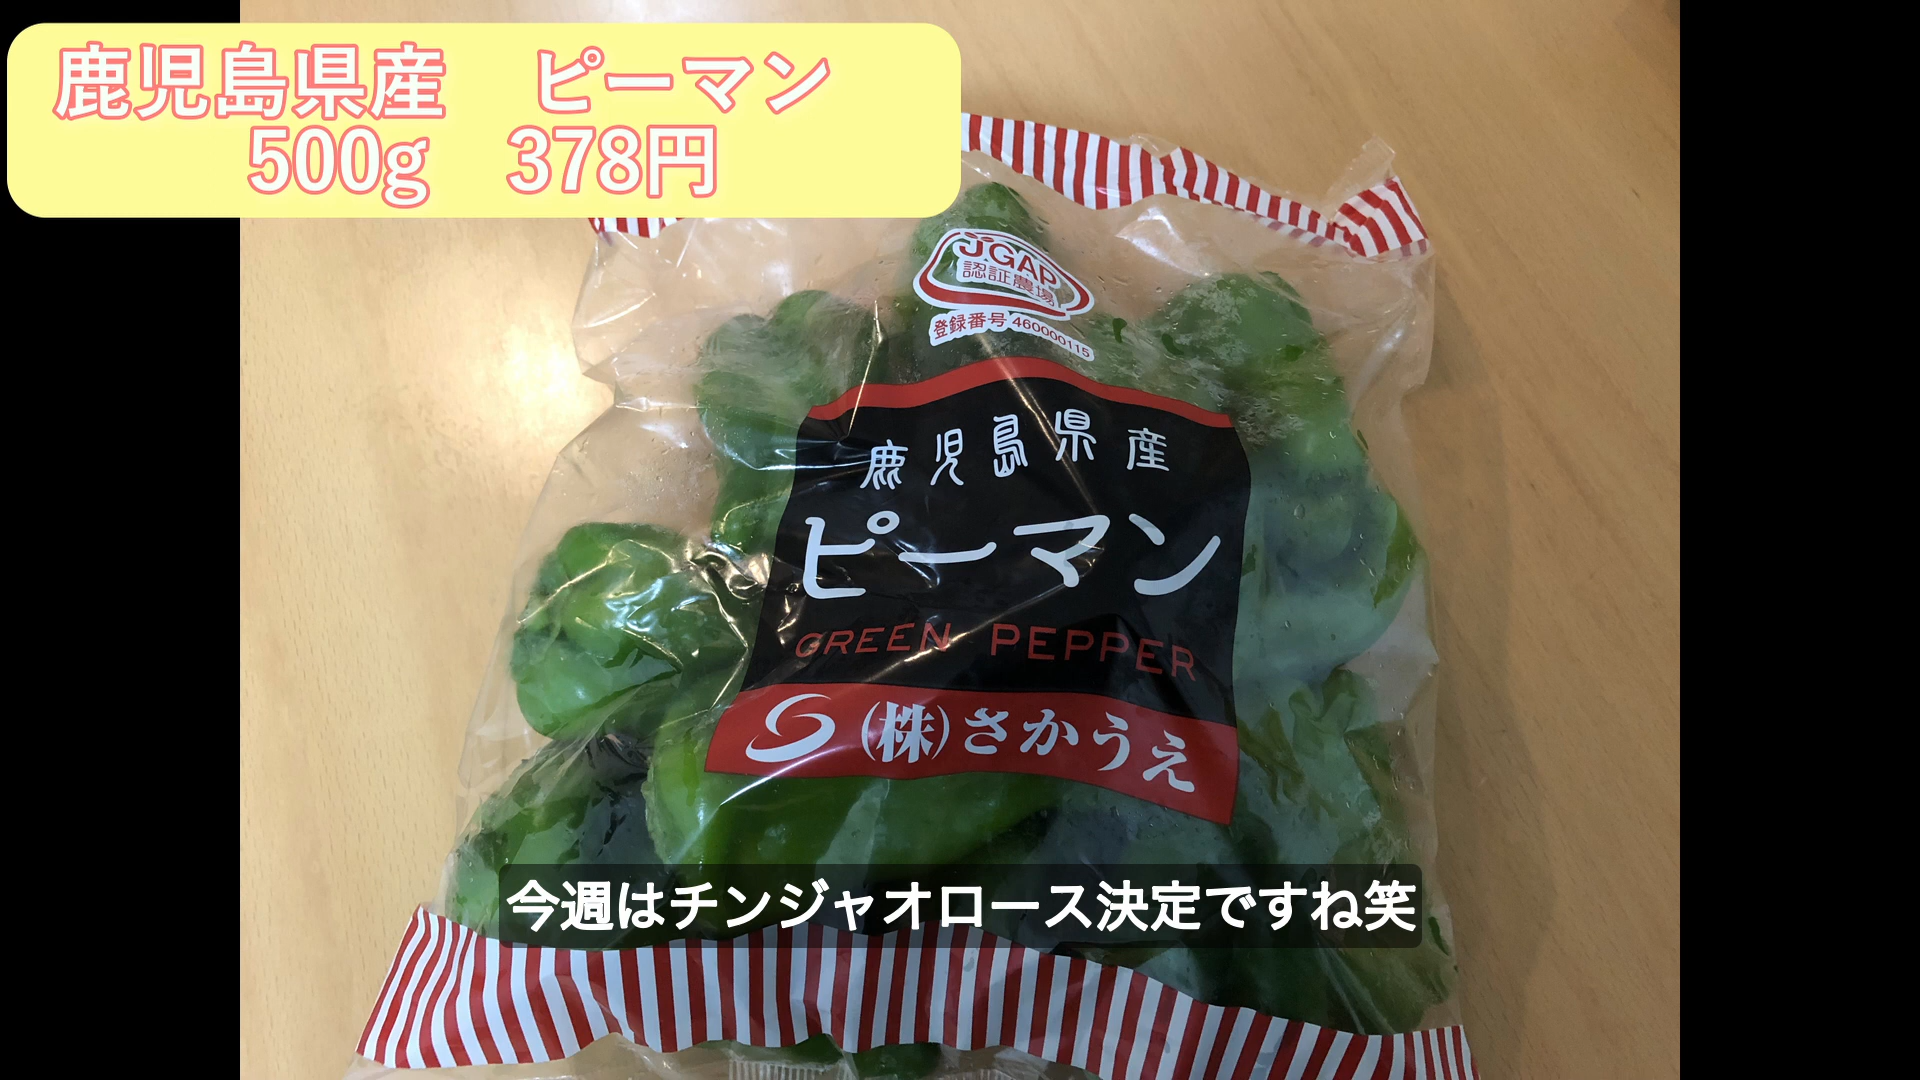 鹿児島県産　ピーマン
500g　378円
JGAP
認証農場
登録番号 460000115
鹿児島県産
ピーマン
GREEN PEPPER
(株)さかうえ
今週はチンジャオロース決定ですね笑